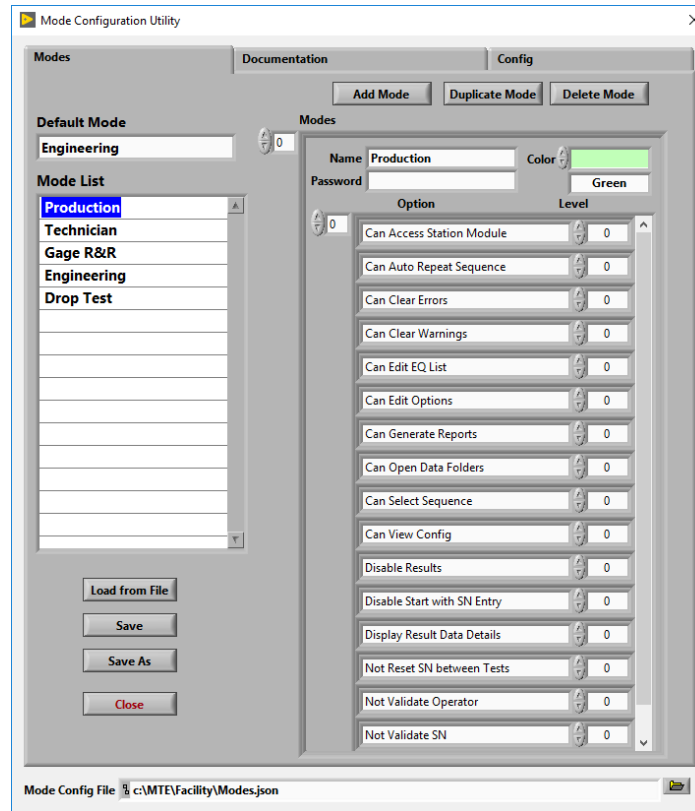 Mode Configuration Utility
Modes
Documentation
Config
Add Mode
Duplicate Mode
Delete Mode
Default Mode
Engineering
Mode List
Production
Technician
Gage R&R
Engineering
Drop Test
Load from File
Save
Save As
Close
Modes
0
Name Production
Color
Password
Green
Option Level
0
Can Access Station Module 0
Can Auto Repeat Sequence 0
Can Clear Errors 0
Can Clear Warnings 0
Can Edit EQ List 0
Can Edit Options 0
Can Generate Reports 0
Can Open Data Folders 0
Can Select Sequence 0
Can View Config 0
Disable Results 0
Disable Start with SN Entry 0
Display Result Data Details 0
Not Reset SN between Tests 0
Not Validate Operator 0
Not Validate SN 0
Mode Config File c:\MTE\Facility\Modes.json